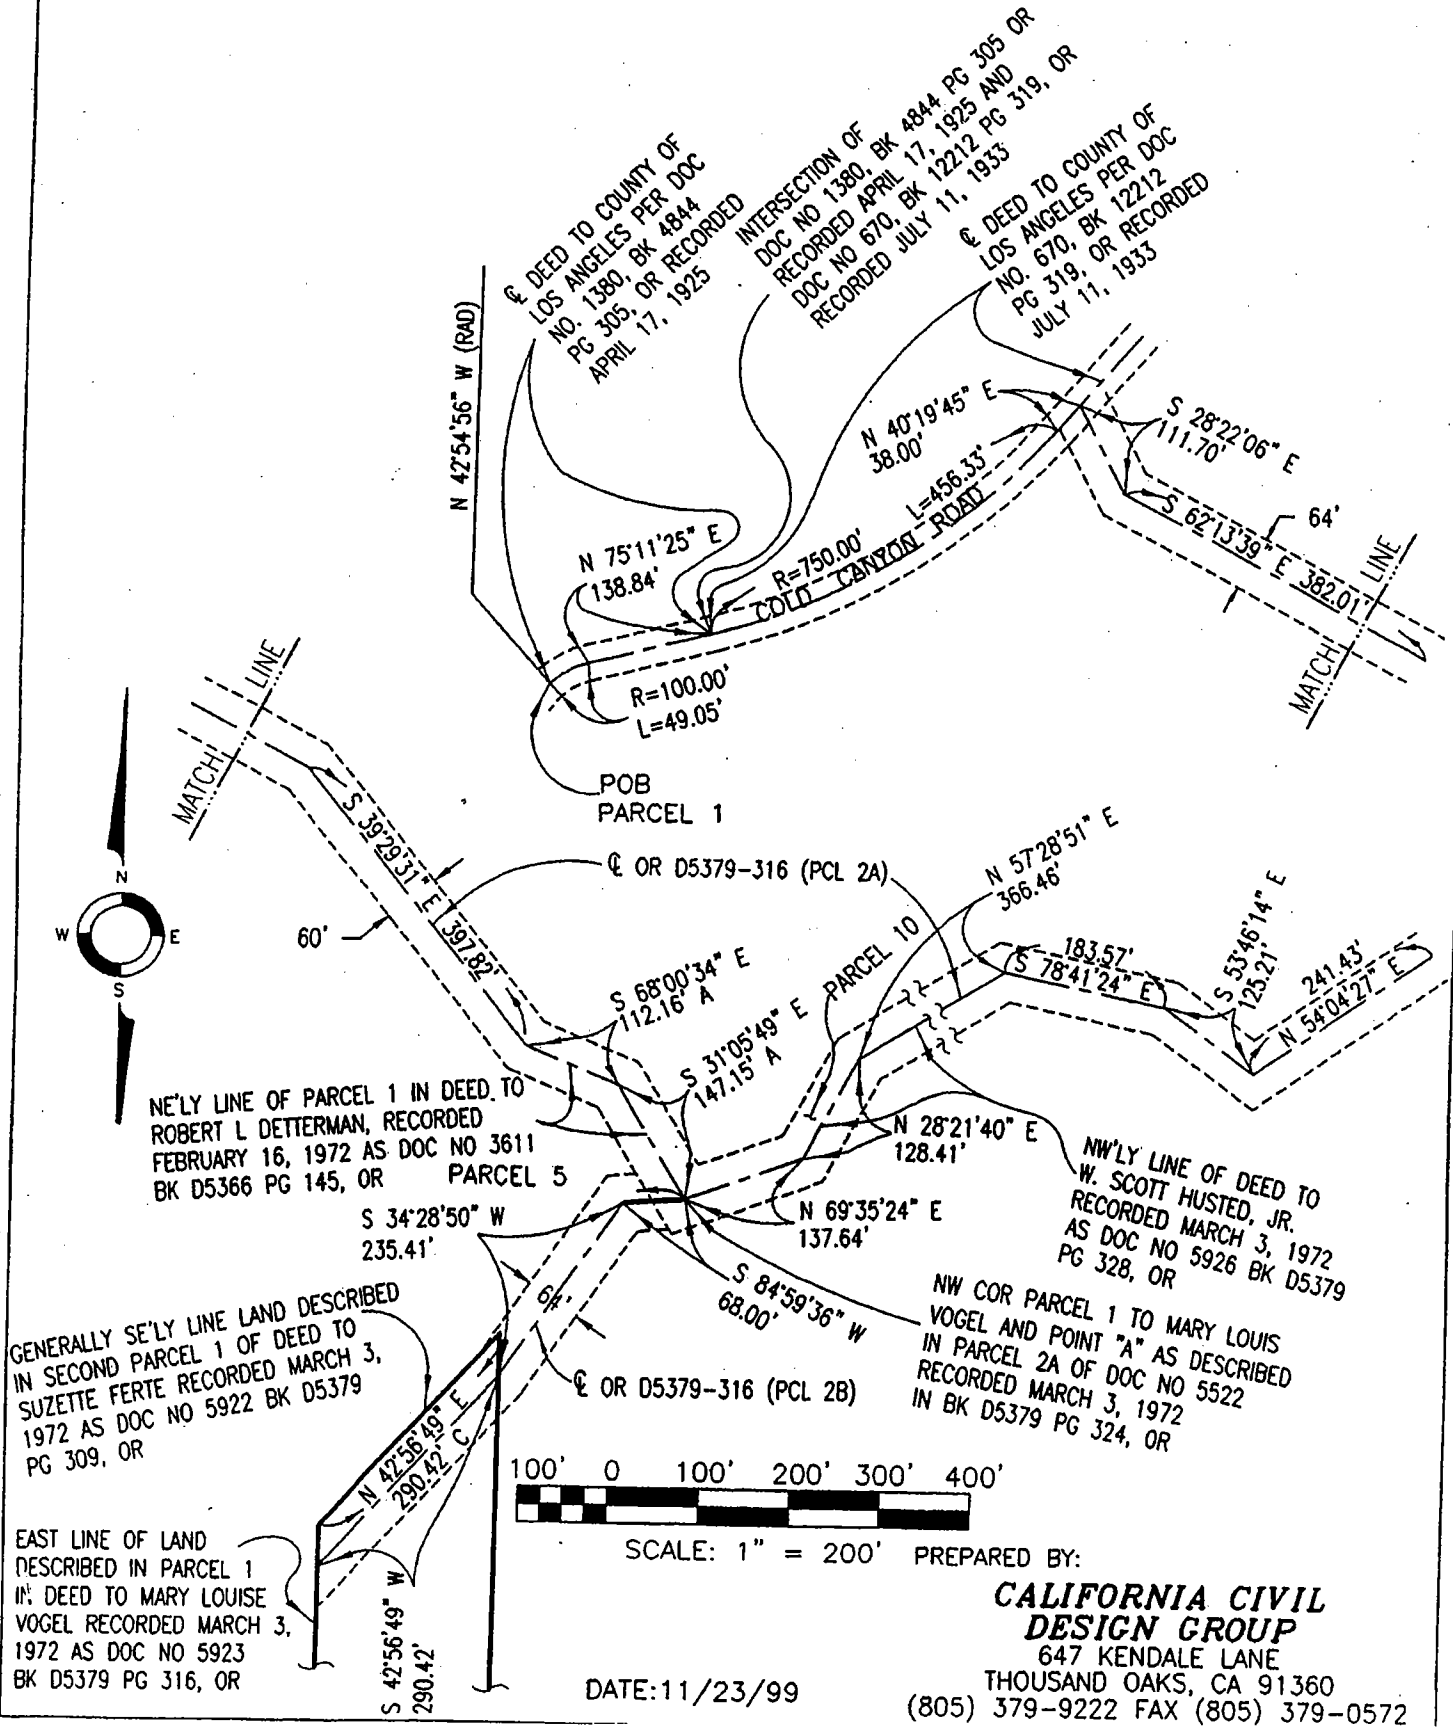 ℄ DEED TO COUNTY OF
LOS ANGELES PER DOC
NO. 1380, BK 4844
PG 305, OR RECORDED
APRIL 17, 1925
INTERSECTION OF
DOC NO 1380, BK 4844 PG 305 OR
RECORDED APRIL 17, 1925 AND
DOC NO 670, BK 12212 PG 319, OR
RECORDED JULY 11, 1933
℄ DEED TO COUNTY OF
LOS ANGELES PER DOC
NO. 670, BK 12212
PG 319, OR RECORDED
JULY 11, 1933
N 42°54'56" W (RAD)
N 40°19'45" E
38.00'
S 28°22'06" E
111.70'
L=456.33'
R=750.00'
COLD CANYON ROAD
64'
S 62°13'39" E 382.01'
MATCH LINE
N 75°11'25" E
138.84'
R=100.00'
L=49.05'
POB
PARCEL 1
MATCH LINE
S 39°29'31" E 397.82'
60'
℄ OR D5379-316 (PCL 2A)
N 57°28'51" E
366.46'
N
W E
S
PARCEL 10
183.57'
S 78°41'24" E
S 53°46'14" E
125.21'
241.43'
N 54°04'27" E
S 68°00'34" E
112.16' A
S 31°05'49" E
147.15' A
NE'LY LINE OF PARCEL 1 IN DEED TO
ROBERT L DETTERMAN, RECORDED
FEBRUARY 16, 1972 AS DOC NO 3611
BK D5366 PG 145, OR
PARCEL 5
N 28°21'40" E
128.41'
NW'LY LINE OF DEED TO
W. SCOTT HUSTED, JR.
RECORDED MARCH 3, 1972
AS DOC NO 5926 BK D5379
PG 328, OR
S 34°28'50" W
235.41'
N 69°35'24" E
137.64'
S 84°59'36" W
68.00'
NW COR PARCEL 1 TO MARY LOUIS
VOGEL AND POINT "A" AS DESCRIBED
IN PARCEL 2A OF DOC NO 5522
RECORDED MARCH 3, 1972
IN BK D5379 PG 324, OR
64'
GENERALLY SE'LY LINE LAND DESCRIBED
IN SECOND PARCEL 1 OF DEED TO
SUZETTE FERTE RECORDED MARCH 3,
1972 AS DOC NO 5922 BK D5379
PG 309, OR
℄ OR D5379-316 (PCL 2B)
N 42°56'49" E
290.42' C
100' 0 100' 200' 300' 400'
SCALE: 1" = 200'
EAST LINE OF LAND
DESCRIBED IN PARCEL 1
IN DEED TO MARY LOUISE
VOGEL RECORDED MARCH 3,
1972 AS DOC NO 5923
BK D5379 PG 316, OR
S 42°56'49" W
290.42'
DATE:11/23/99
PREPARED BY:
CALIFORNIA CIVIL
DESIGN GROUP
647 KENDALE LANE
THOUSAND OAKS, CA 91360
(805) 379-9222 FAX (805) 379-0572